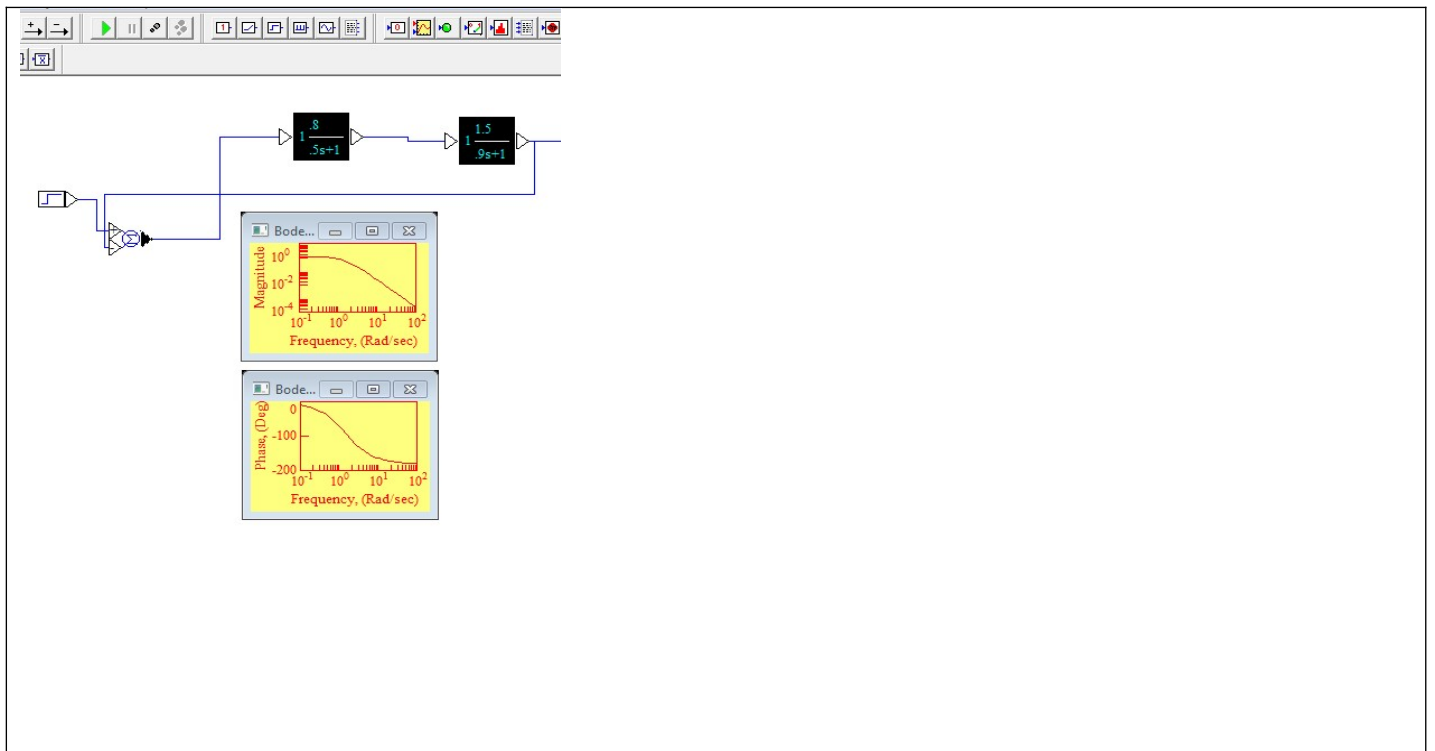 1
0
.8
1
.5s+1
1.5
1
.9s+1
Bode...
Magnitude
10^0
10^-2
10^-4
10^-1 10^0 10^1 10^2
Frequency, (Rad/sec)
Bode...
Phase, (Deg)
0
-100
-200
10^-1 10^0 10^1 10^2
Frequency, (Rad/sec)